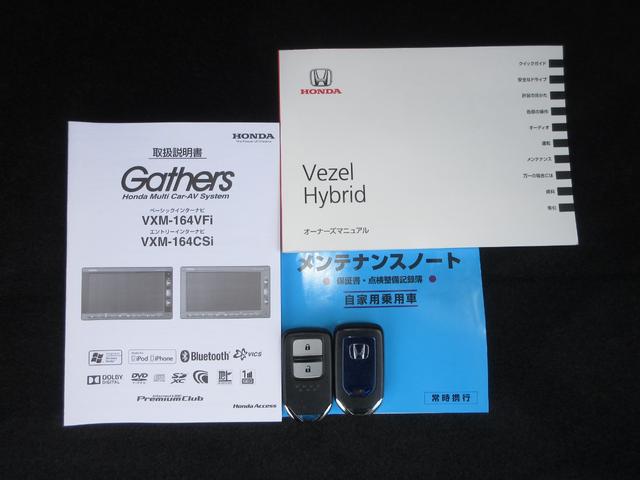 HONDA
Vezel
Hybrid
オーナーズマニュアル
クイックガイド
安全なドライブ
計器の見かた
各部の操作
オーディオ
運転
メンテナンス
万一の場合には
資料
索引
HONDA
The Power of Dreams
取扱説明書
Gathers
Honda Multi Car-AV System
ベーシックインターナビ
VXM-164VFi
エントリーインターナビ
VXM-164CSi
Bluetooth
VICS
iPod iPhone
DOLBY
DIGITAL
DVD
VIDEO
SD
XC
PremiumClub
Honda Access
メンテナンスノート
保証書・点検整備記録簿
自家用乗用車
常時携行